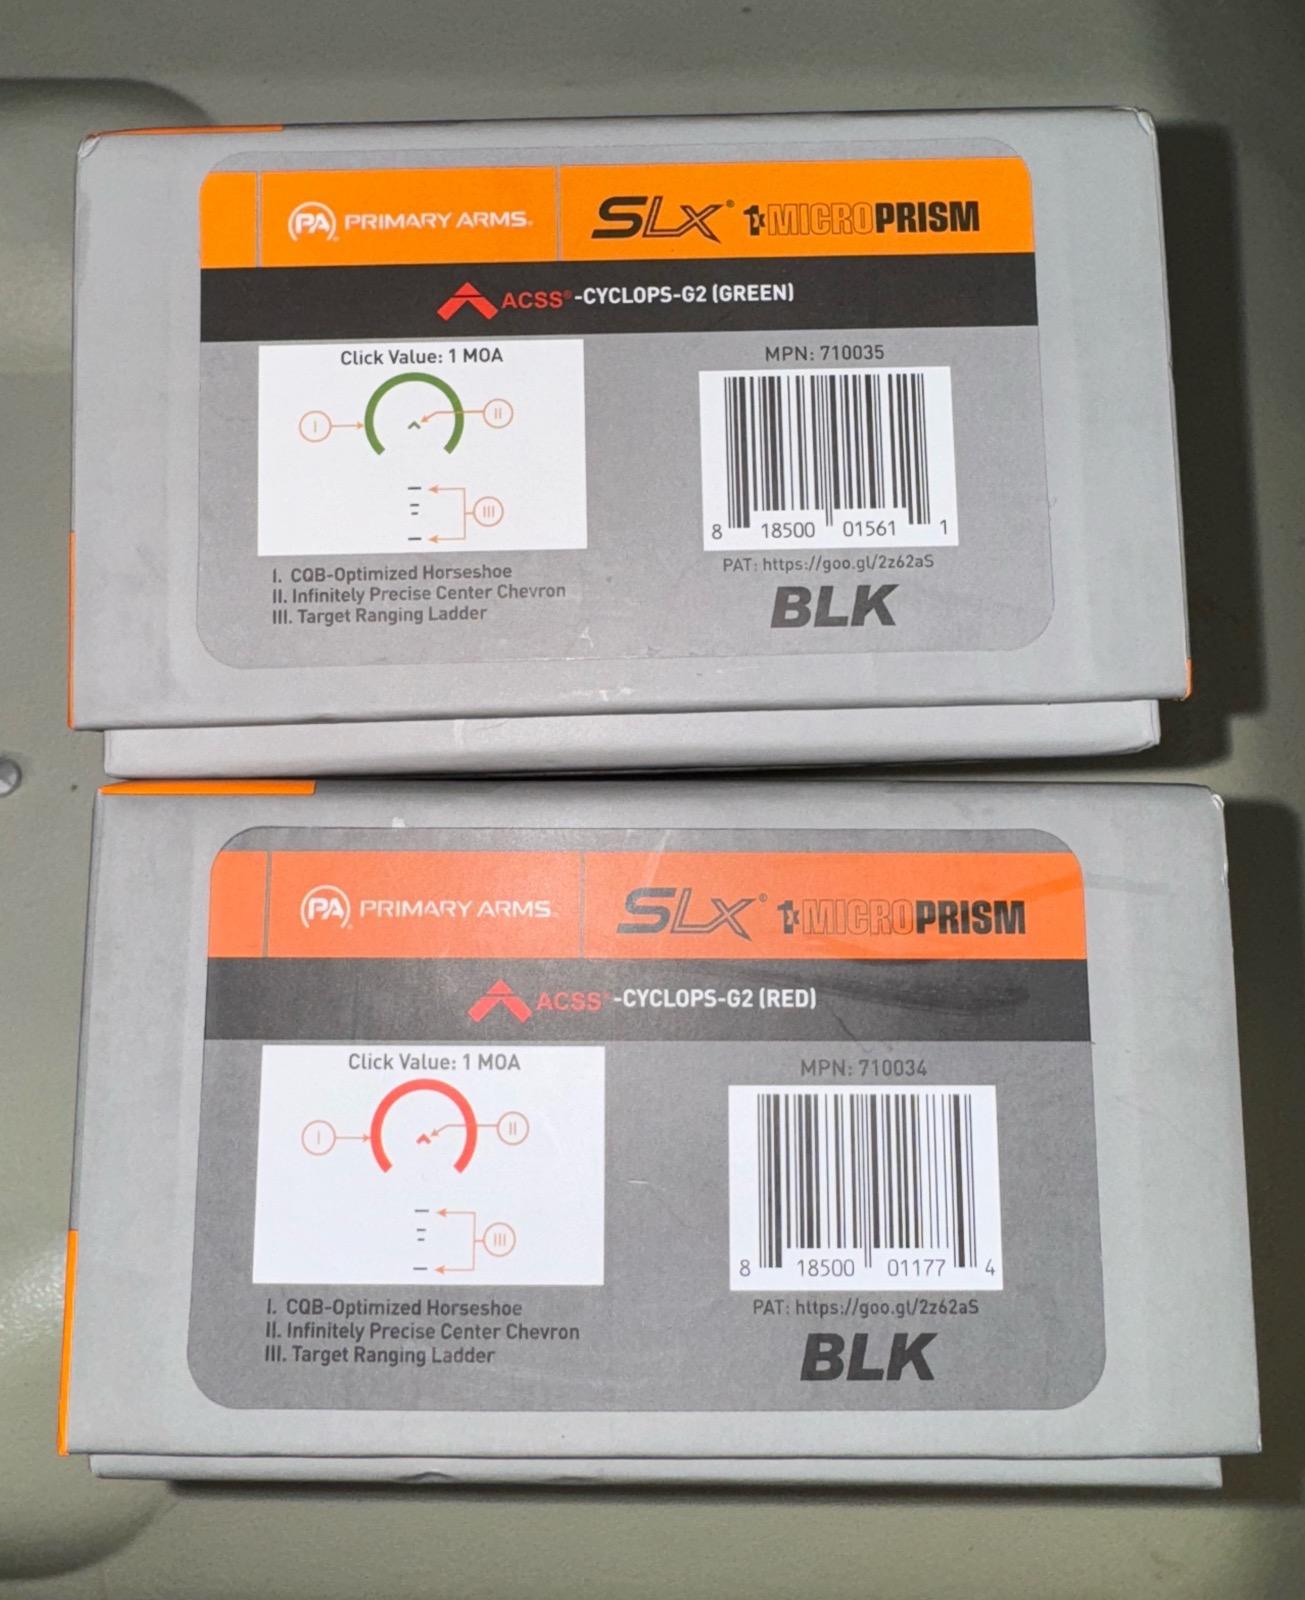 PA PRIMARY ARMS®
SLx® 1xMICROPRISM
ACSS®-CYCLOPS-G2 (GREEN)
Click Value: 1 MOA
I
II
III
I. CQB-Optimized Horseshoe
II. Infinitely Precise Center Chevron
III. Target Ranging Ladder
MPN: 710035
8 18500 01561 1
PAT: https://goo.gl/2z62aS
BLK
PA PRIMARY ARMS®
SLx® 1xMICROPRISM
ACSS®-CYCLOPS-G2 (RED)
Click Value: 1 MOA
I
II
III
I. CQB-Optimized Horseshoe
II. Infinitely Precise Center Chevron
III. Target Ranging Ladder
MPN: 710034
8 18500 01177 4
PAT: https://goo.gl/2z62aS
BLK